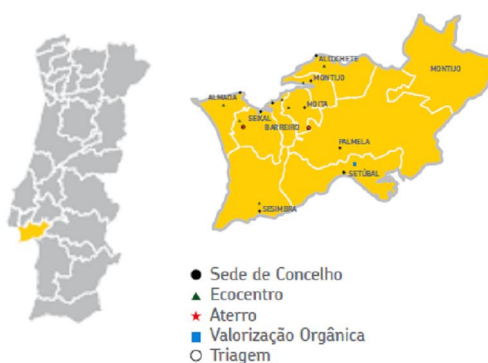 ALCOCHETE
MONTIJO
MONTIJO
ALMADA
MOITA
SEIXAL
BARREIRO
PALMELA
SETÚBAL
SESIMBRA
Sede de Concelho
Ecocentro
Aterro
Valorização Orgânica
Triagem